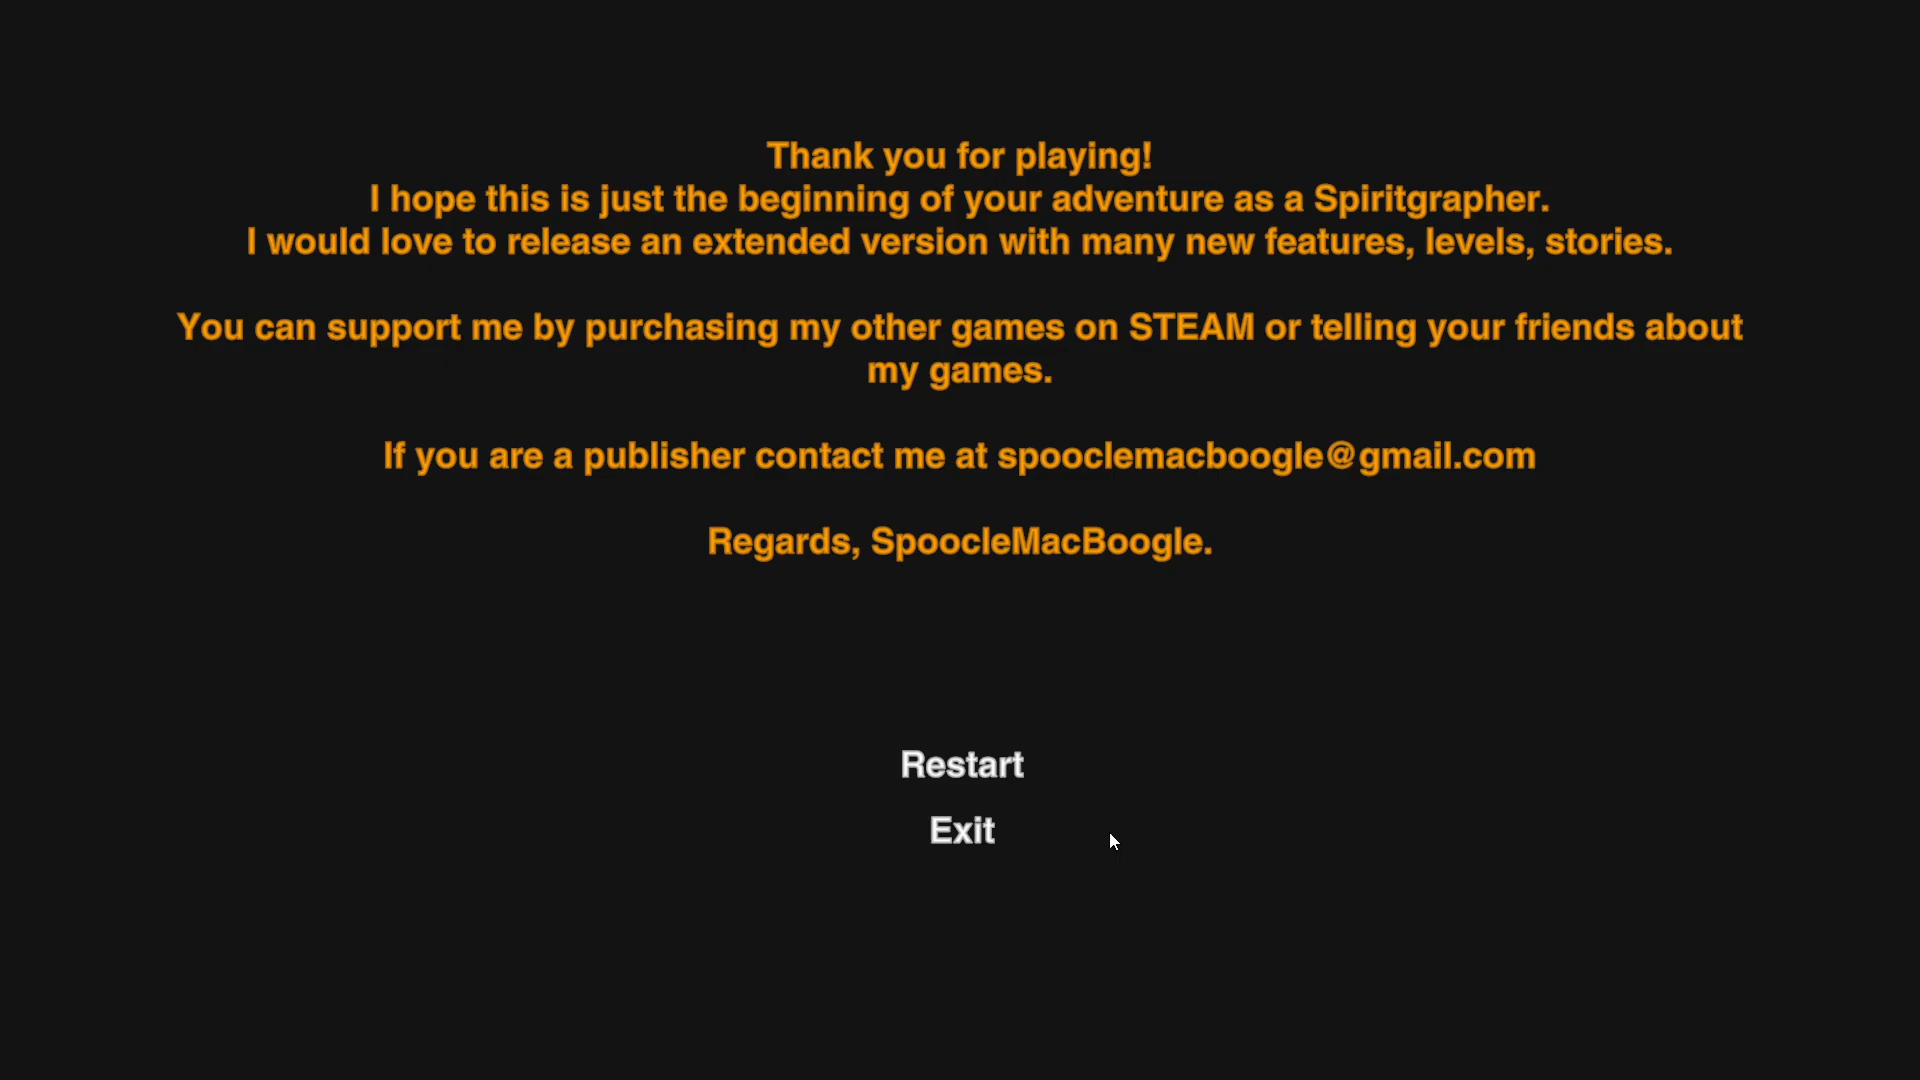 Thank you for playing!
I hope this is just the beginning of your adventure as a Spiritgrapher.
I would love to release an extended version with many new features, levels, stories.
You can support me by purchasing my other games on STEAM or telling your friends about
my games.
If you are a publisher contact me at spooclemacboogle@gmail.com
Regards, SpoocleMacBoogle.
Restart
Exit